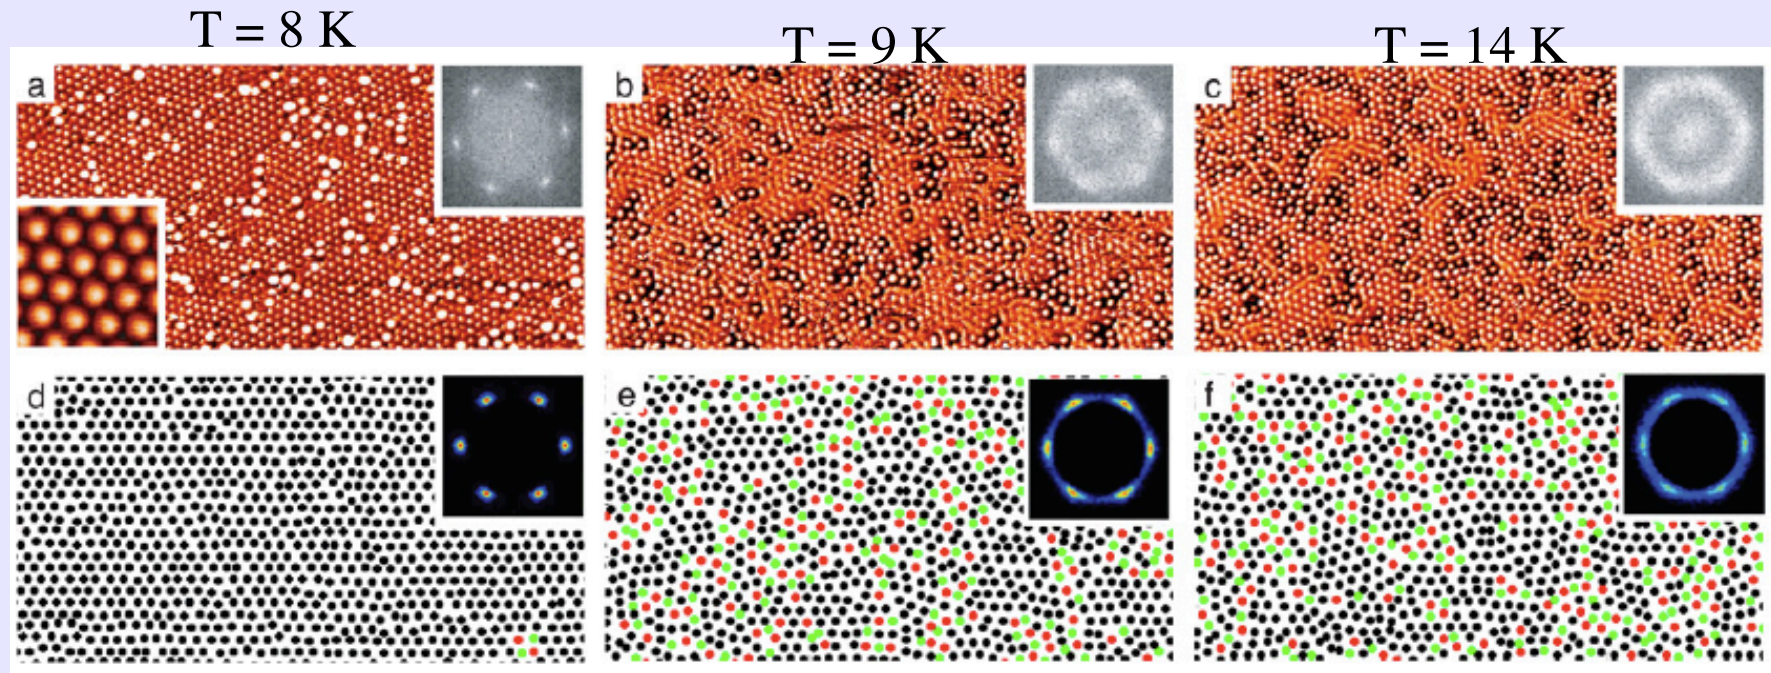 T = 8 K
T = 9 K
T = 14 K
a
b
c
d
e
f